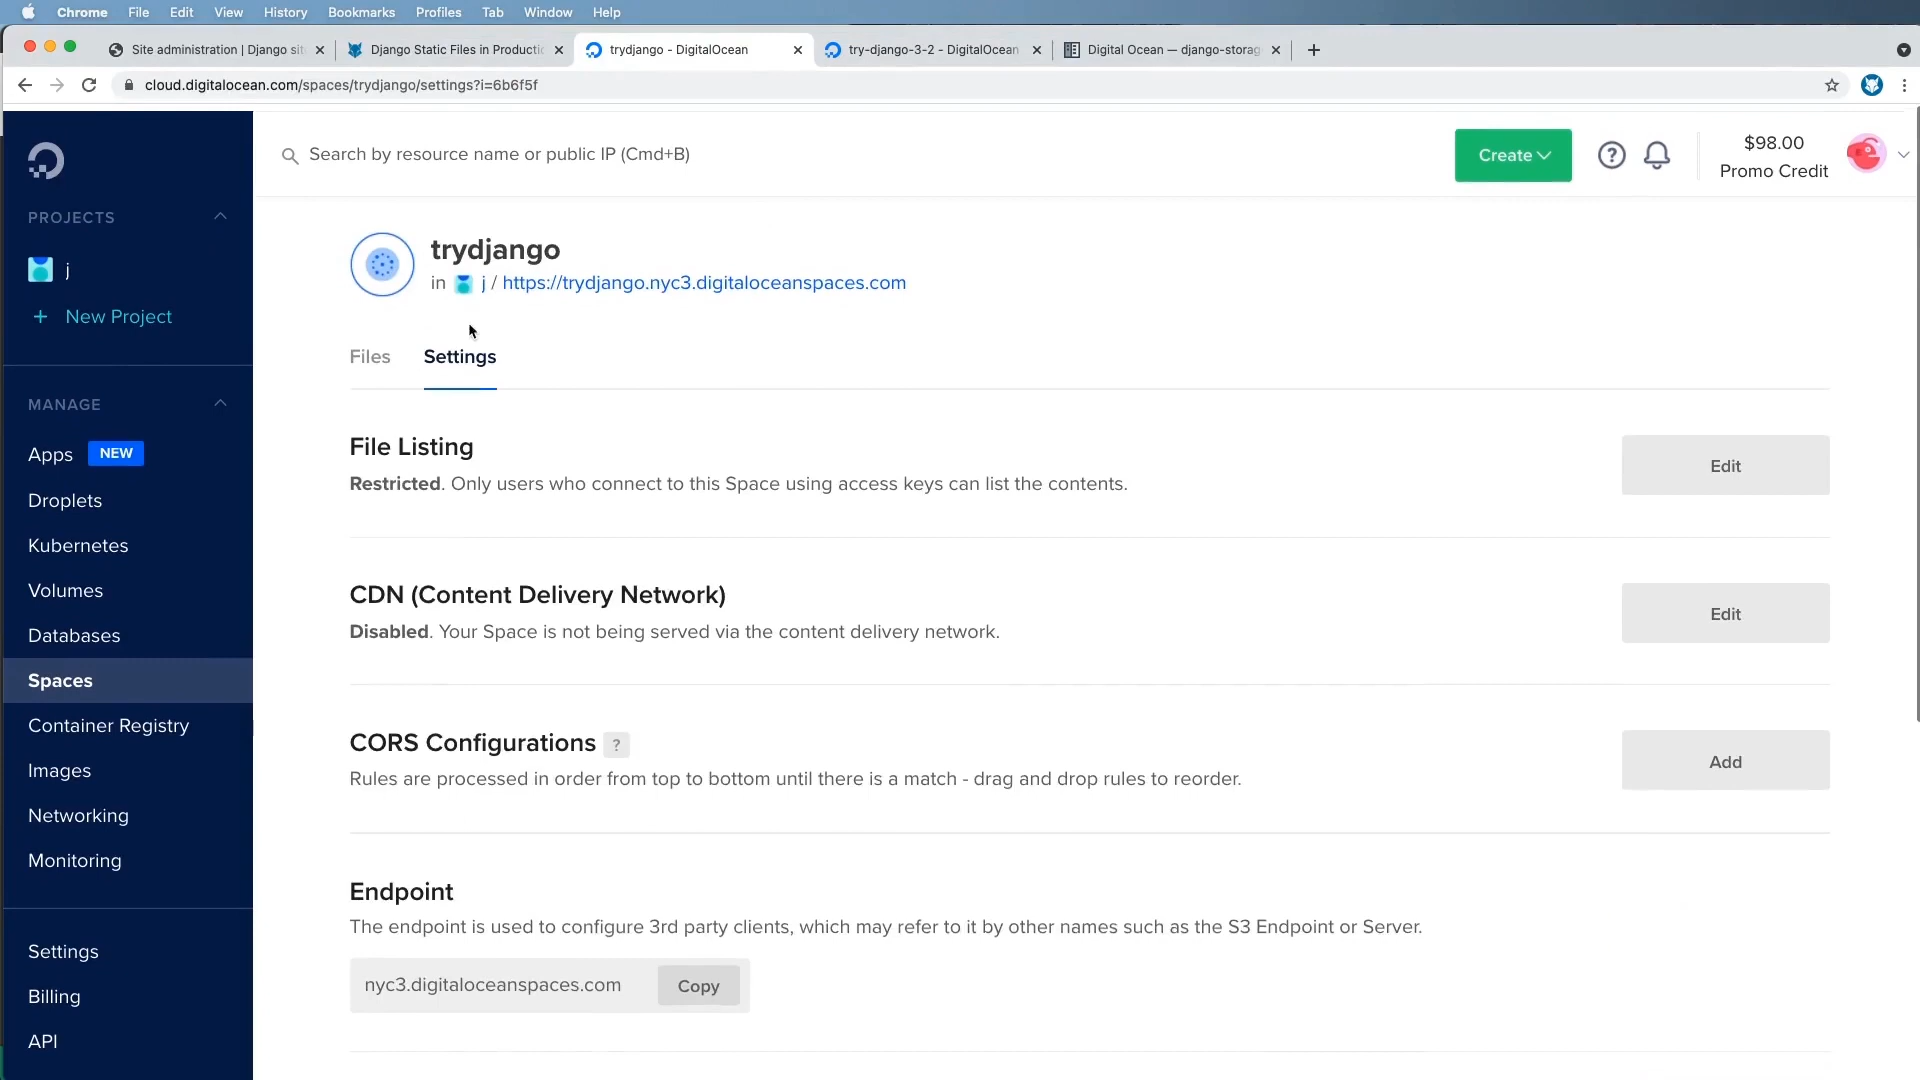 Chrome File Edit View History Bookmarks Profiles Tab Window Help
Site administration | Django sit
Django Static Files in Productio
trydjango - DigitalOcean
try-django-3-2 - DigitalOcean
Digital Ocean — django-storag
cloud.digitalocean.com/spaces/trydjango/settings?i=6b6f5f
Search by resource name or public IP (Cmd+B)
Create
?
$98.00
Promo Credit
PROJECTS
j
+ New Project
MANAGE
Apps NEW
Droplets
Kubernetes
Volumes
Databases
Spaces
Container Registry
Images
Networking
Monitoring
Settings
Billing
API
trydjango
in j / https://trydjango.nyc3.digitaloceanspaces.com
Files Settings
File Listing
Restricted. Only users who connect to this Space using access keys can list the contents.
Edit
CDN (Content Delivery Network)
Disabled. Your Space is not being served via the content delivery network.
Edit
CORS Configurations ?
Rules are processed in order from top to bottom until there is a match - drag and drop rules to reorder.
Add
Endpoint
The endpoint is used to configure 3rd party clients, which may refer to it by other names such as the S3 Endpoint or Server.
nyc3.digitaloceanspaces.com Copy